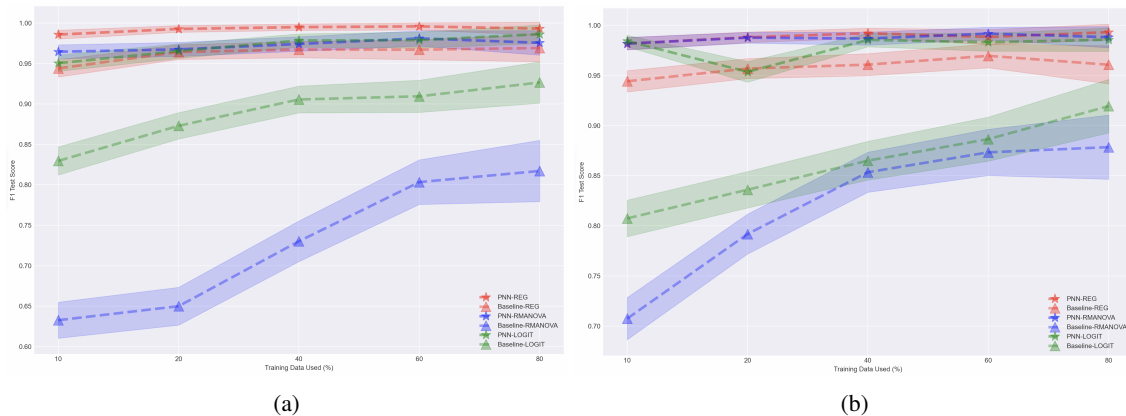 1.00
0.95
0.90
0.85
0.80
0.75
0.70
0.65
0.60
F1 Test Score
10
20
40
60
80
Training Data Used (%)
PNN-REG
Baseline-REG
PNN-RMANOVA
Baseline-RMANOVA
PNN-LOGIT
Baseline-LOGIT
(a)
1.00
0.95
0.90
0.85
0.80
0.75
0.70
F1 Test Score
10
20
40
60
80
Training Data Used (%)
PNN-REG
Baseline-REG
PNN-RMANOVA
Baseline-RMANOVA
PNN-LOGIT
Baseline-LOGIT
(b)